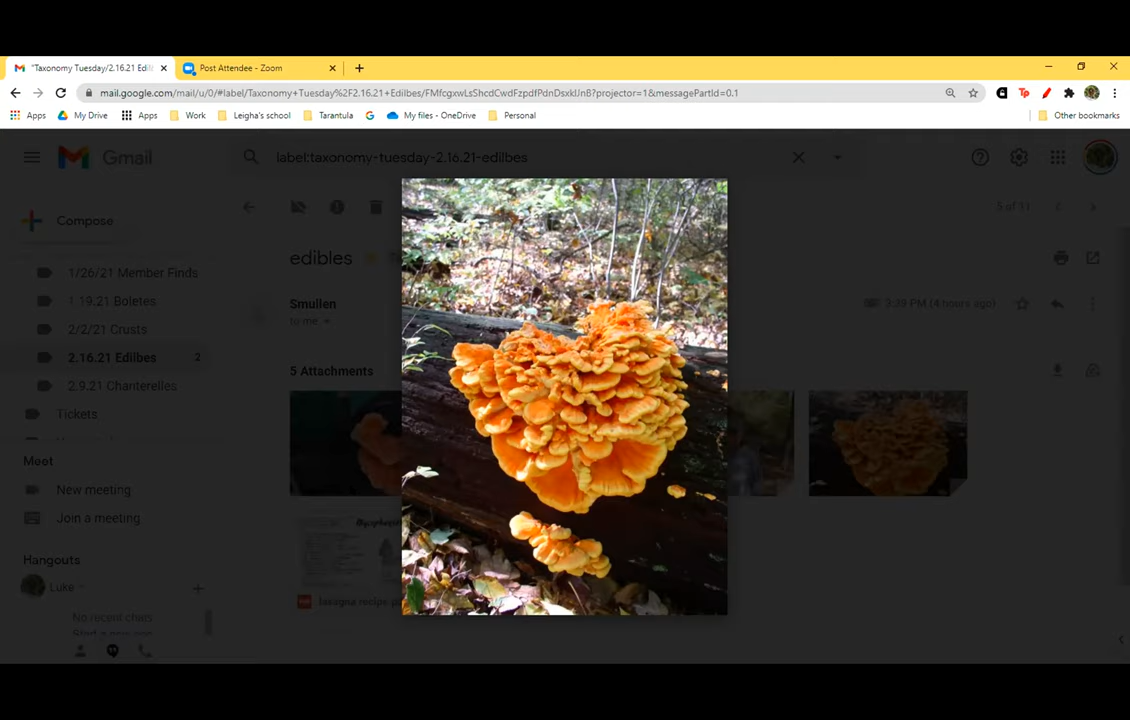 "Taxonomy Tuesday/2.16.21 Edil
Post Attendee - Zoom
mail.google.com/mail/u/0/#label/Taxonomy+Tuesday%2F2.16.21+Edilbes/FMfcgxwLsShcdCwdFzpdfPdnDsxklJnB?projector=1&messagePartId=0.1
Apps
My Drive
Apps
Work
Leigha's school
Tarantula
My files - OneDrive
Personal
Other bookmarks
Gmail
label:taxonomy-tuesday-2.16.21-edilbes
Compose
5 of 11
1/26/21 Member Finds
edibles
1.19.21 Boletes
Smullen
3:39 PM (4 hours ago)
to me
2/2/21 Crusts
2.16.21 Edilbes
2
5 Attachments
2.9.21 Chanterelles
Tickets
Meet
New meeting
Join a meeting
Hangouts
Luke
lasagna recipe.p
No recent chats
Start a new one